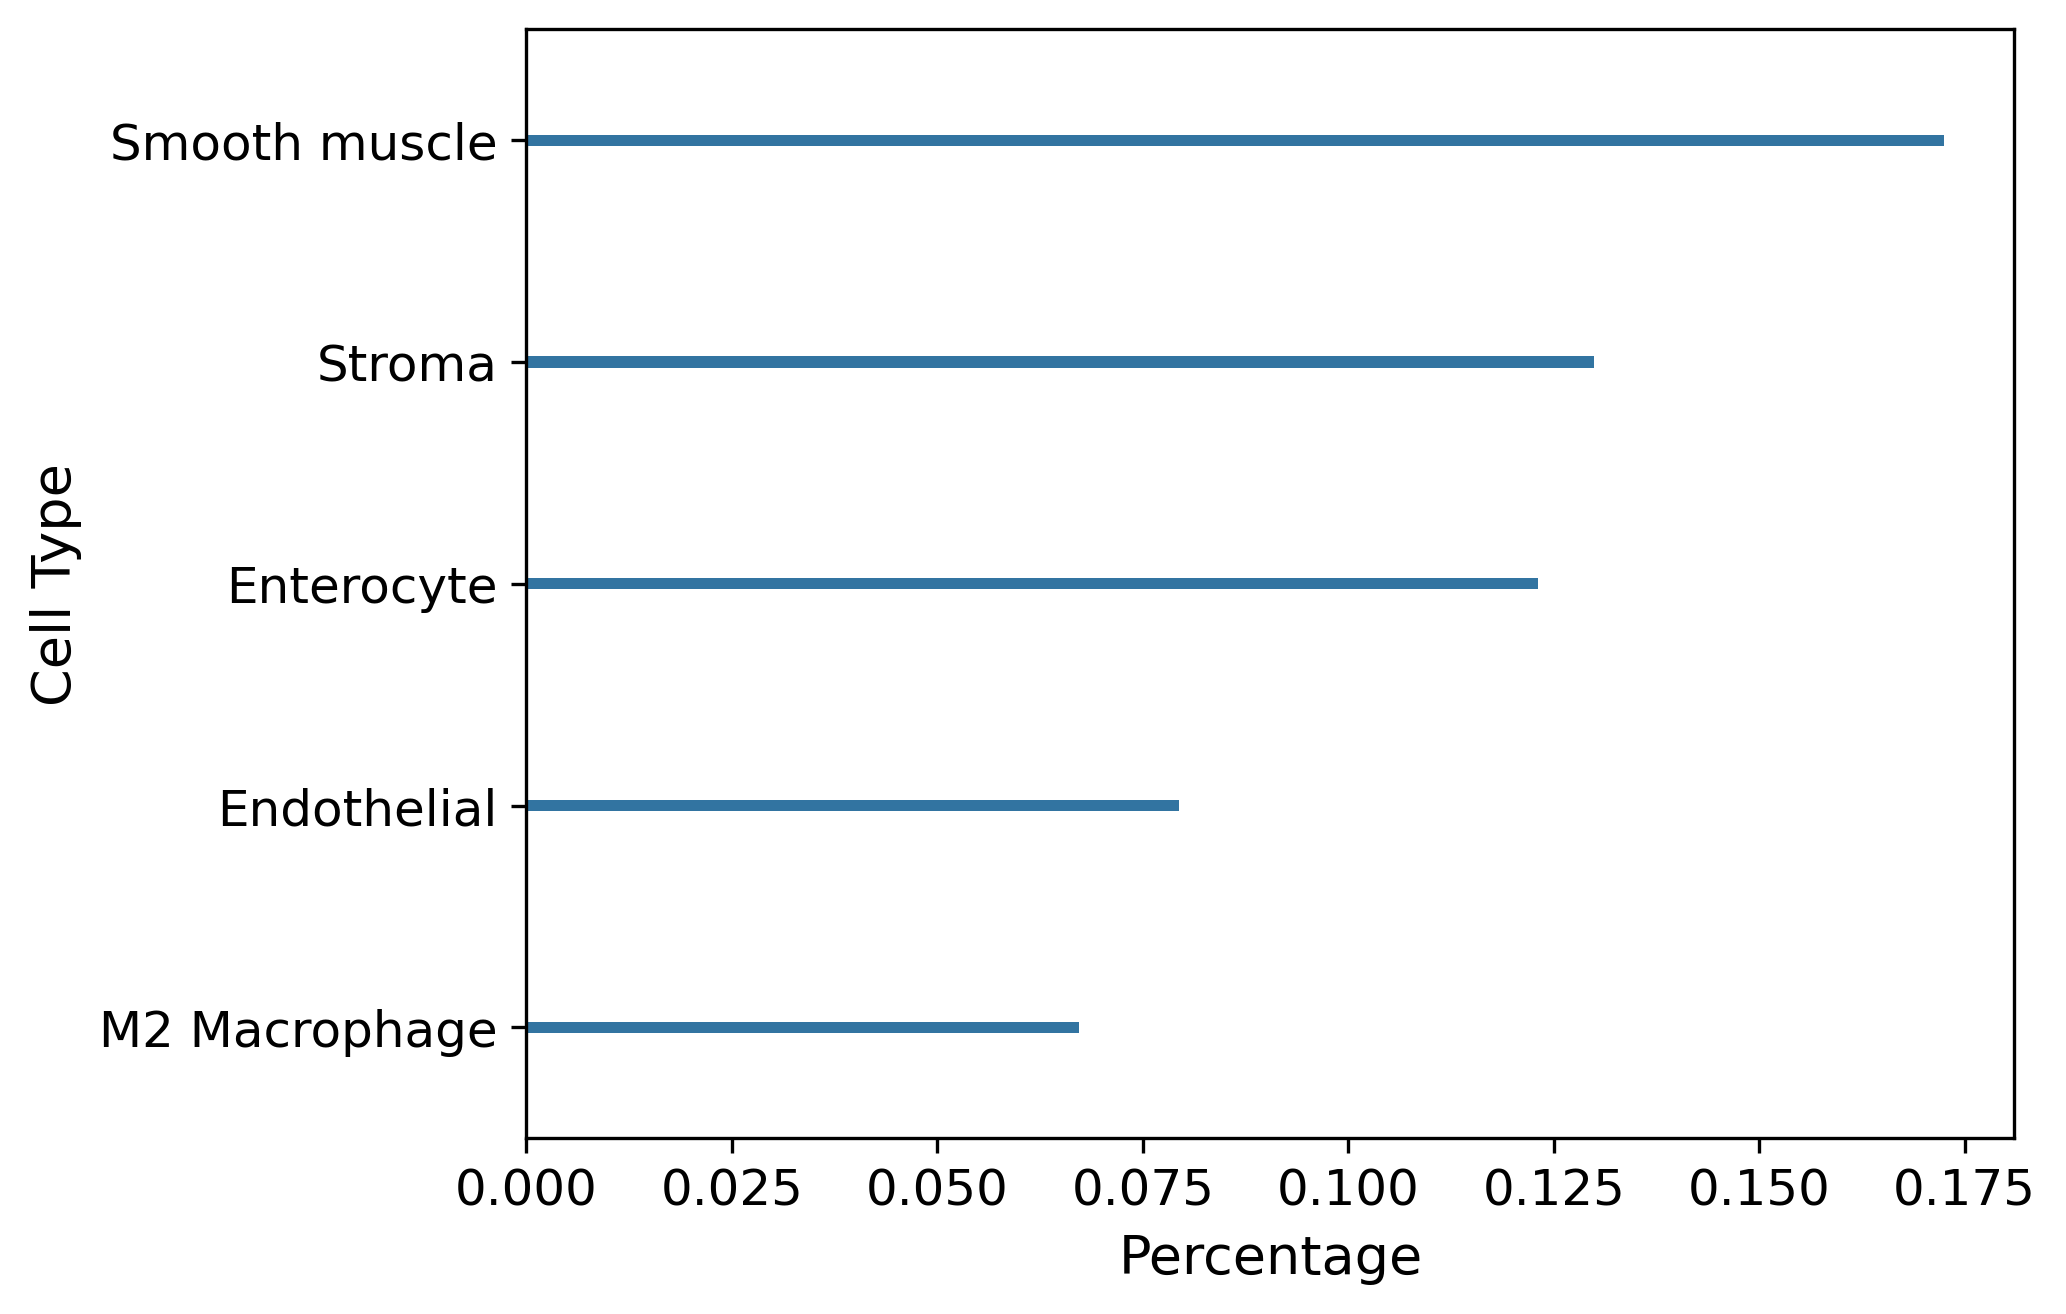 Smooth muscle
Stroma
Enterocyte
Endothelial
M2 Macrophage
Cell Type
0.000 0.025 0.050 0.075 0.100 0.125 0.150 0.175
Percentage